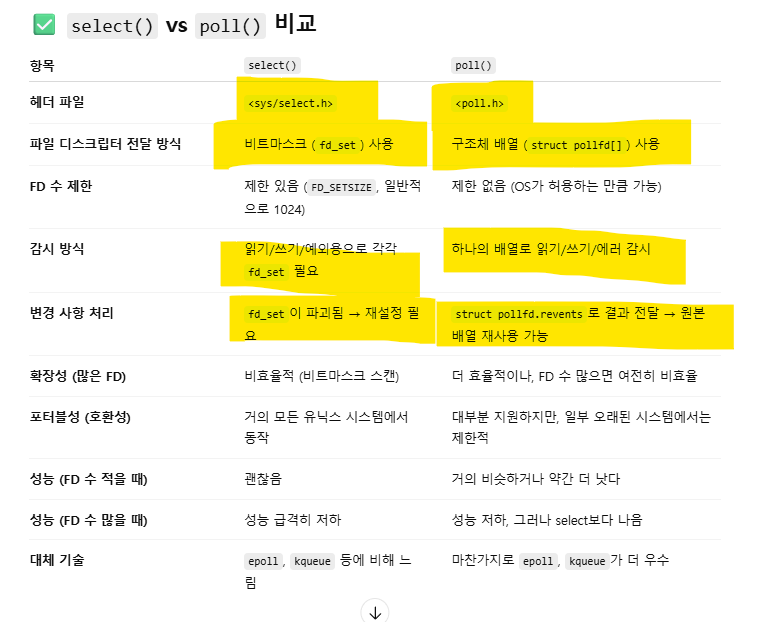 ✅ select() vs poll() 비교
항목 select() poll()
헤더 파일 <sys/select.h> <poll.h>
파일 디스크립터 전달 방식 비트마스크 ( fd_set ) 사용 구조체 배열 ( struct pollfd[] ) 사용
FD 수 제한 제한 있음 ( FD_SETSIZE , 일반적 제한 없음 (OS가 허용하는 만큼 가능)
으로 1024)
감시 방식 읽기/쓰기/예외용으로 각각 하나의 배열로 읽기/쓰기/에러 감시
fd_set 필요
변경 사항 처리 fd_set 이 파괴됨 → 재설정 필 struct pollfd.revents 로 결과 전달 → 원본
요 배열 재사용 가능
확장성 (많은 FD) 비효율적 (비트마스크 스캔) 더 효율적이나, FD 수 많으면 여전히 비효율
포터블성 (호환성) 거의 모든 유닉스 시스템에서 대부분 지원하지만, 일부 오래된 시스템에서는
동작 제한적
성능 (FD 수 적을 때) 괜찮음 거의 비슷하거나 약간 더 낫다
성능 (FD 수 많을 때) 성능 급격히 저하 성능 저하, 그러나 select보다 나음
대체 기술 epoll , kqueue 등에 비해 느 마찬가지로 epoll , kqueue 가 더 우수
림